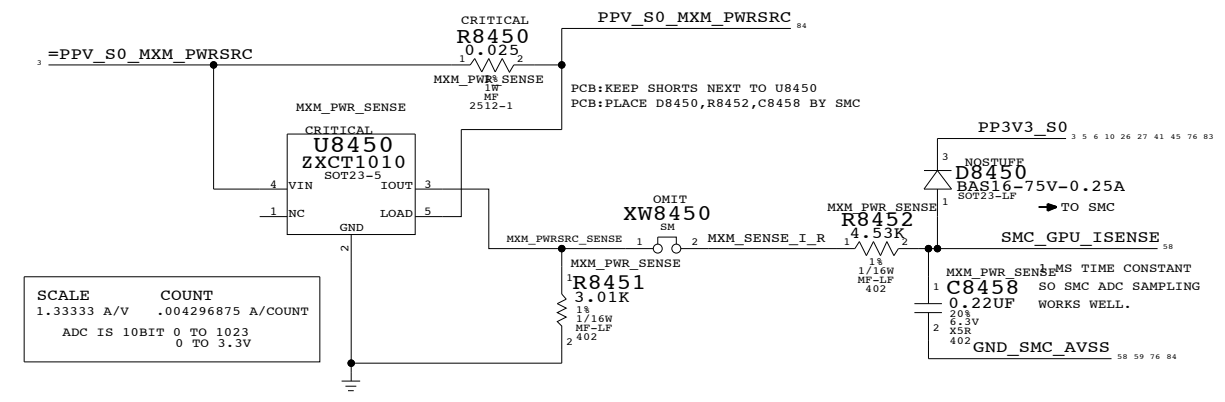 CRITICAL
R8450
0.025
1 2
MXM_PWR_SENSE
1%
1W
MF
2512-1
PPV_S0_MXM_PWRSRC
84
=PPV_S0_MXM_PWRSRC
3
PCB:KEEP SHORTS NEXT TO U8450
PCB:PLACE D8450,R8452,C8458 BY SMC
MXM_PWR_SENSE
CRITICAL
U8450
ZXCT1010
SOT23-5
4 VIN
IOUT 3
1 NC
LOAD 5
GND
2
PP3V3_S0
3 5 6 10 26 27 41 45 76 83
3
NOSTUFF
D8450
BAS16-75V-0.25A
SOT23-LF
1
TO SMC
OMIT
XW8450
SM
MXM_PWRSRC_SENSE
1 2
MXM_SENSE_I_R
MXM_PWR_SENSE
R8452
4.53K
1 2
1%
1/16W
MF-LF
402
SMC_GPU_ISENSE
58
MXM_PWR_SENSE
1
R8451
3.01K
1%
1/16W
MF-LF
402
2
MXM_PWR_SENSE
1
C8458
0.22UF
20%
6.3V
X5R
402
2
1 MS TIME CONSTANT
SO SMC ADC SAMPLING
WORKS WELL.
GND_SMC_AVSS
58 59 76 84
SCALE COUNT
1.33333 A/V .004296875 A/COUNT
ADC IS 10BIT 0 TO 1023
0 TO 3.3V